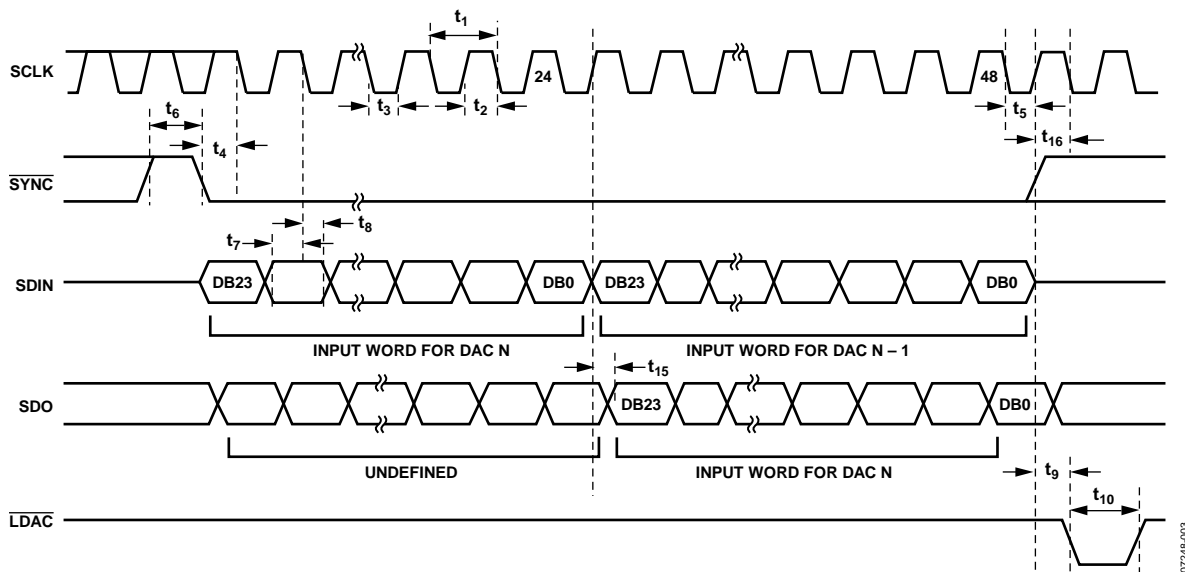 t1
SCLK
24
48
t3
t2
t5
t6
t4
t16
SYNC
t7
t8
SDIN
DB23
DB0
DB23
DB0
INPUT WORD FOR DAC N
INPUT WORD FOR DAC N – 1
t15
SDO
DB23
DB0
UNDEFINED
INPUT WORD FOR DAC N
t9
t10
LDAC
07248-003